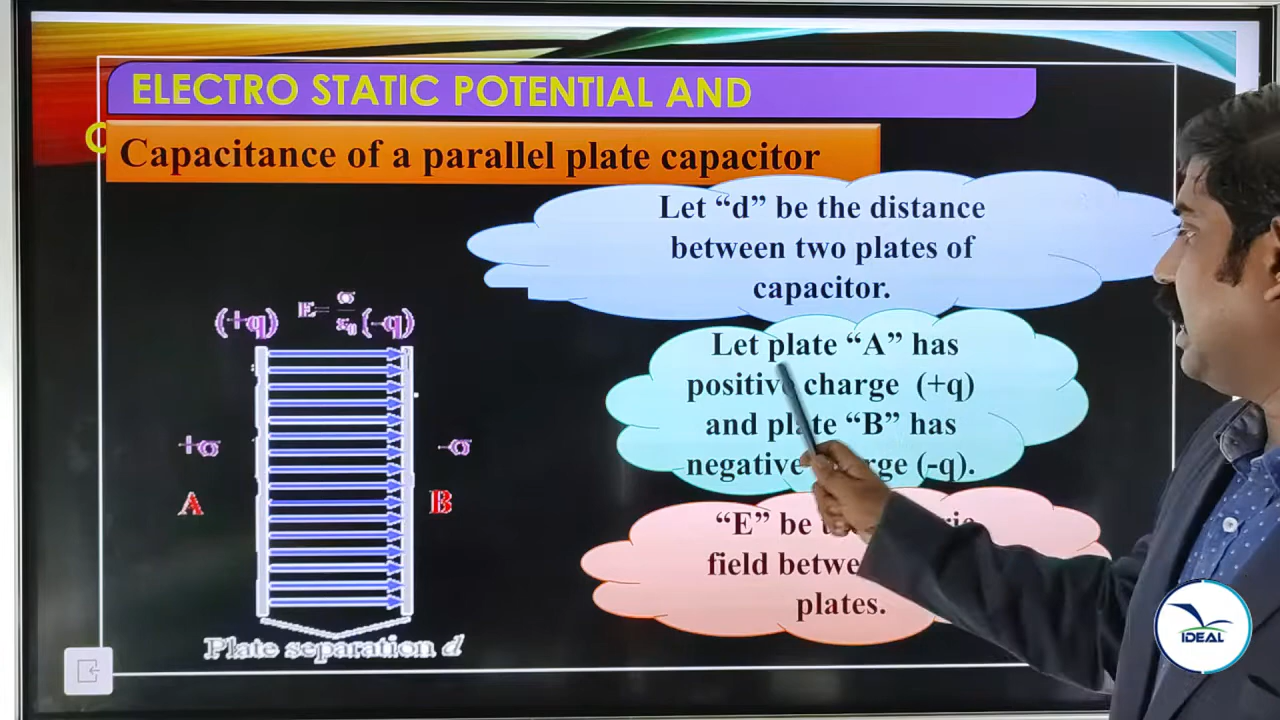 ELECTRO STATIC POTENTIAL AND
C
Capacitance of a parallel plate capacitor
Let “d” be the distance
between two plates of
capacitor.
(+q) E= σ/ε₀ (-q)
Let plate “A” has
positive charge (+q)
and plate “B” has
negative (-q).
+σ
-σ
A
B
“E” be
field
plates.
Plate separation d
IDEAL